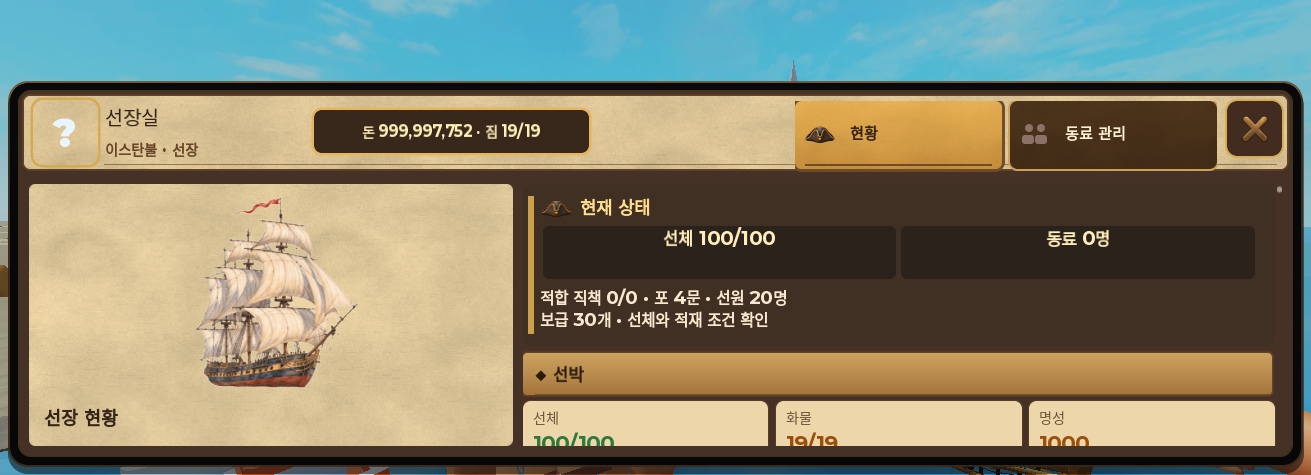 ?
선장실
이스탄불 • 선장
돈 999,997,752 · 짐 19/19
현황
동료 관리
선장 현황
현재 상태
선체 100/100
동료 0명
적합 직책 0/0 • 포 4문 • 선원 20명
보급 30개 • 선체와 적재 조건 확인
◆ 선박
선체
100/100
화물
19/19
명성
1000